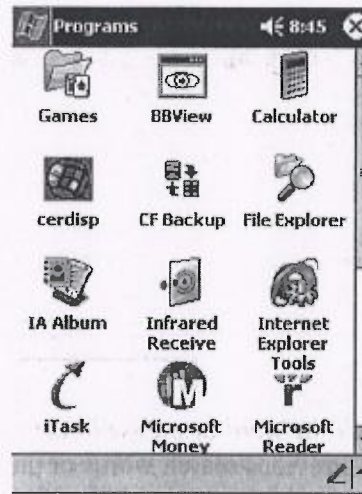 Programs 8:45
Games BBView Calculator
cerdisp CF Backup File Explorer
IA Album Infrared Internet
Receive Explorer
Tools
iTask Microsoft Microsoft
Money Reader